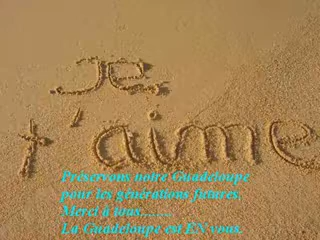 je
t'aime
Préservons notre Guadeloupe
pour les générations futures,
Merci à tous........
La Guadeloupe est EN vous.